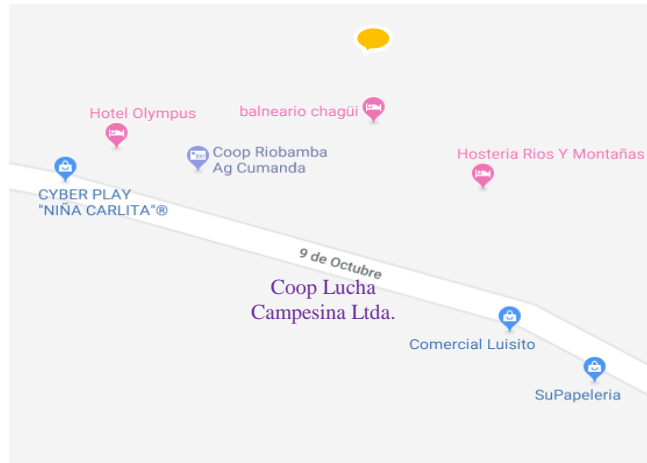 Hotel Olympus
balneario chagüi
Coop Riobamba
Ag Cumanda
Hosteria Rios Y Montañas
CYBER PLAY
"NIÑA CARLITA"®
9 de Octubre
Coop Lucha
Campesina Ltda.
Comercial Luisito
SuPapeleria